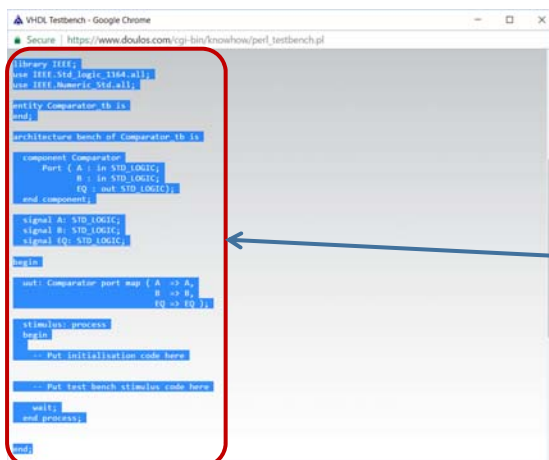 VHDL Testbench - Google Chrome
Secure | https://www.doulos.com/cgi-bin/knowhow/perl_testbench.pl
library IEEE;
use IEEE.Std_logic_1164.all;
use IEEE.Numeric_Std.all;
entity Comparator_tb is
end;
architecture bench of Comparator_tb is
component Comparator
Port ( A : in STD_LOGIC;
B : in STD_LOGIC;
EQ : out STD_LOGIC);
end component;
signal A: STD_LOGIC;
signal B: STD_LOGIC;
signal EQ: STD_LOGIC;
begin
uut: Comparator port map ( A => A,
B => B,
EQ => EQ );
stimulus: process
begin
-- Put initialisation code here
-- Put test bench stimulus code here
wait;
end process;
end;